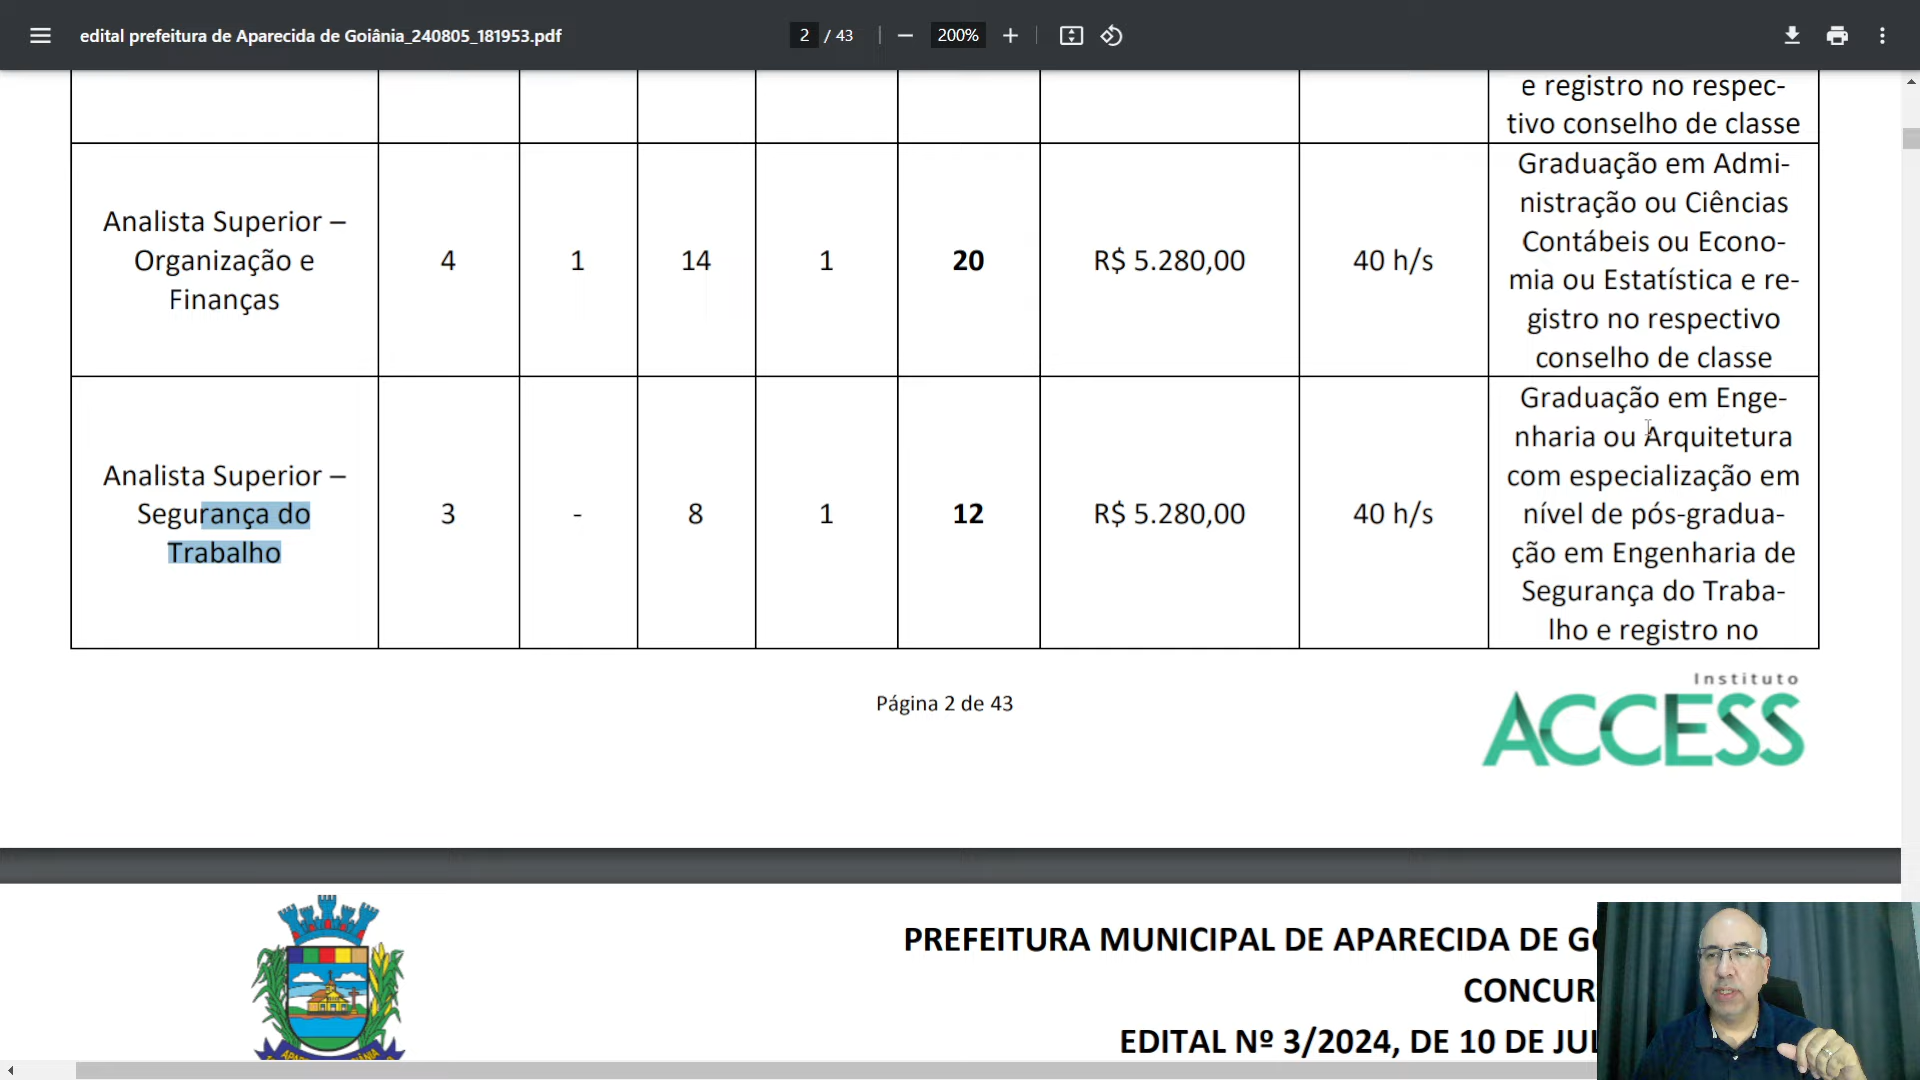 edital prefeitura de Aparecida de Goiânia_240805_181953.pdf
2 / 43
200%
e registro no respec-
tivo conselho de classe
Analista Superior –
Organização e
Finanças
4
1
14
1
20
R$ 5.280,00
40 h/s
Graduação em Admi-
nistração ou Ciências
Contábeis ou Econo-
mia ou Estatística e re-
gistro no respectivo
conselho de classe
Analista Superior –
Segurança do
Trabalho
3
-
8
1
12
R$ 5.280,00
40 h/s
Graduação em Enge-
nharia ou Arquitetura
com especialização em
nível de pós-gradua-
ção em Engenharia de
Segurança do Traba-
lho e registro no
Página 2 de 43
Instituto
ACCESS
PREFEITURA MUNICIPAL DE APARECIDA DE GO
CONCUR
EDITAL Nº 3/2024, DE 10 DE JUL